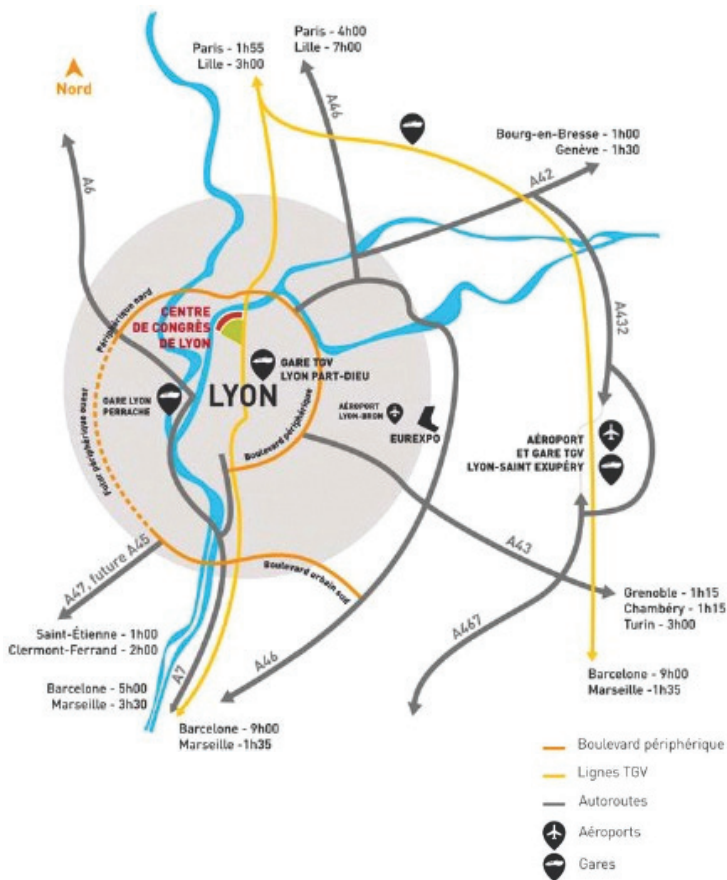 Paris - 1h55
Lille - 3h00
Paris - 4h00
Lille - 7h00
Nord
A46
Bourg-en-Bresse - 1h00
Genève - 1h30
A6
A42
Périphérique nord
CENTRE
DE CONGRÈS
DE LYON
A432
GARE TGV
LYON PART-DIEU
GARE LYON
PERRACHE
LYON
AÉROPORT
LYON-BRON
EUREXPO
Boulevard périphérique
Futur périphérique ouest
AÉROPORT
ET GARE TGV
LYON-SAINT EXUPÉRY
A47, future A45
A43
Boulevard urbain sud
Grenoble - 1h15
Chambéry - 1h15
Turin - 3h00
Saint-Étienne - 1h00
Clermont-Ferrand - 2h00
A46
A467
A7
Barcelone - 5h00
Marseille - 3h30
Barcelone - 9h00
Marseille -1h35
Barcelone - 9h00
Marseille -1h35
Boulevard périphérique
Lignes TGV
Autoroutes
Aéroports
Gares